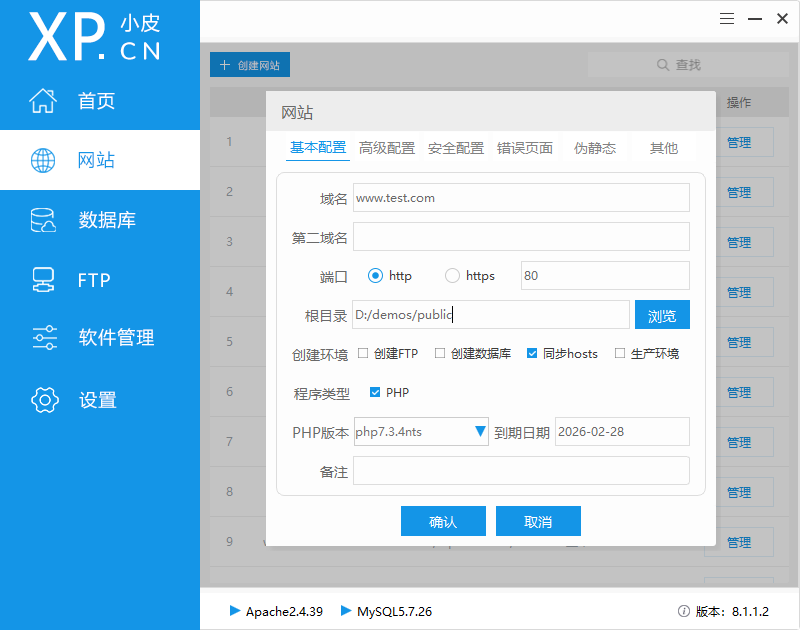 XP.CN 小皮
首页
网站
数据库
FTP
软件管理
设置
创建网站
查找
操作
1 管理
2 管理
3 管理
4 管理
5 管理
6 管理
7 管理
8 管理
9 管理
网站
基本配置 高级配置 安全配置 错误页面 伪静态 其他
域名 www.test.com
第二域名
端口 http https 80
根目录 D:/demos/public 浏览
创建环境 创建FTP 创建数据库 同步hosts 生产环境
程序类型 PHP
PHP版本 php7.3.4nts 到期日期 2026-02-28
备注
确认 取消
Apache2.4.39 MySQL5.7.26 版本: 8.1.1.2